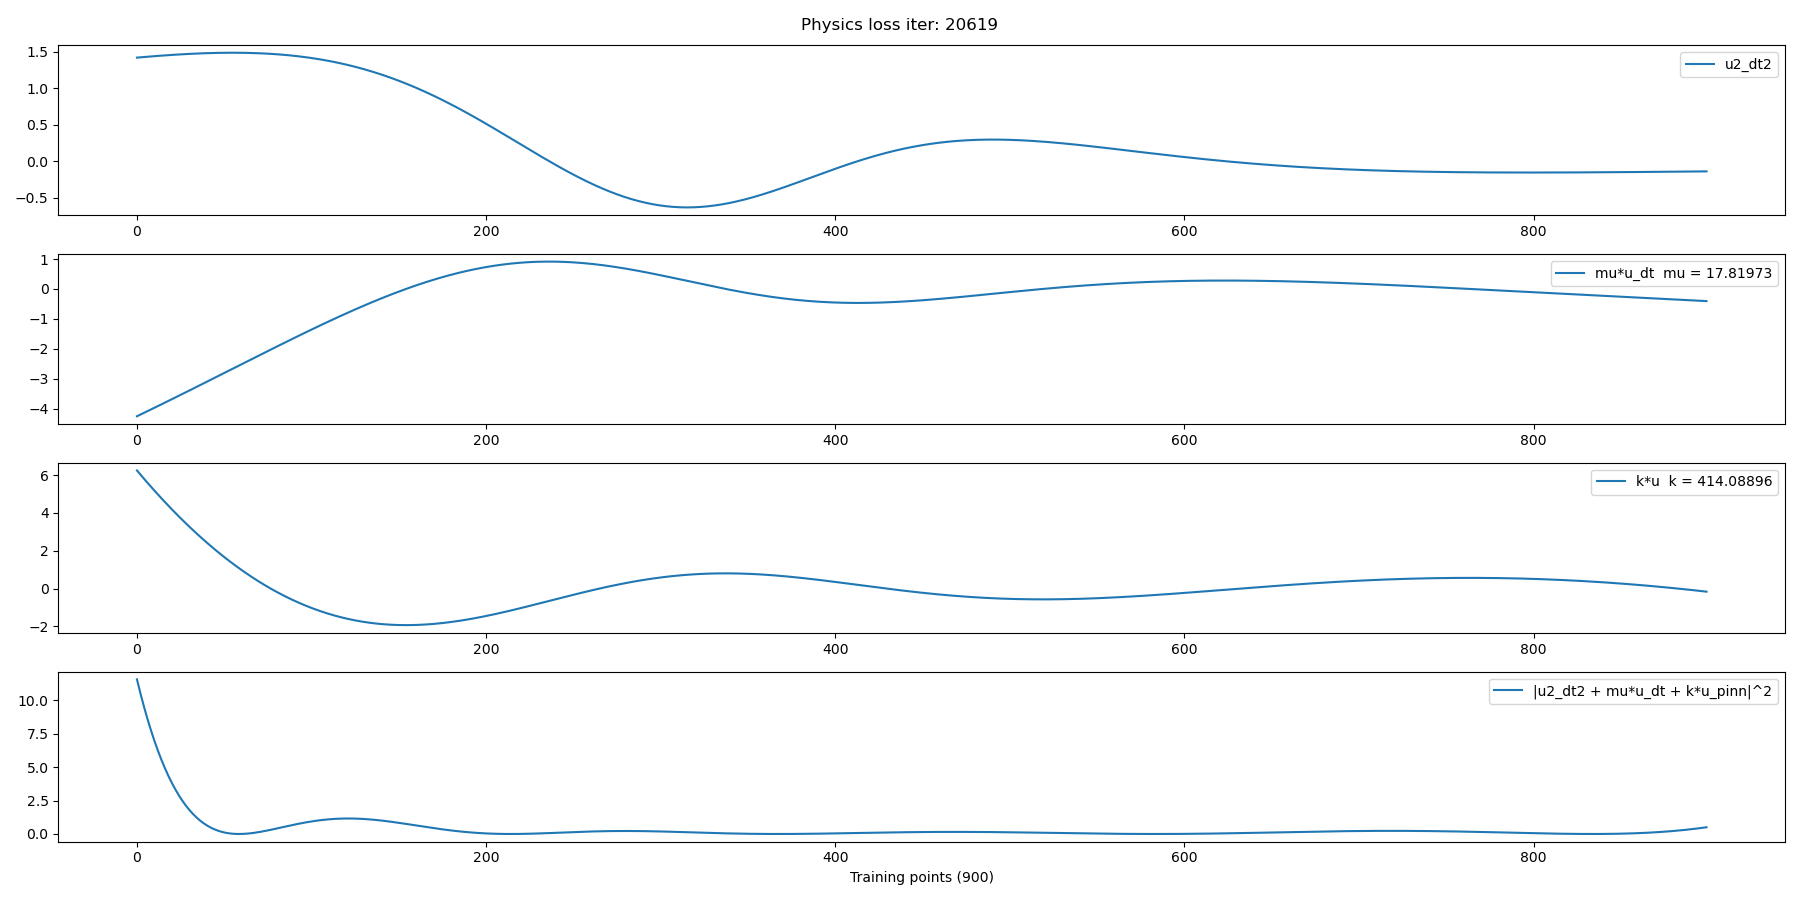 Physics loss iter: 20619
1.5
1.0
0.5
0.0
−0.5
u2_dt2
0 200 400 600 800
1
0
−1
−2
−3
−4
mu*u_dt  mu = 17.81973
0 200 400 600 800
6
4
2
0
−2
k*u  k = 414.08896
0 200 400 600 800
10.0
7.5
5.0
2.5
0.0
|u2_dt2 + mu*u_dt + k*u_pinn|^2
0 200 400 600 800
Training points (900)